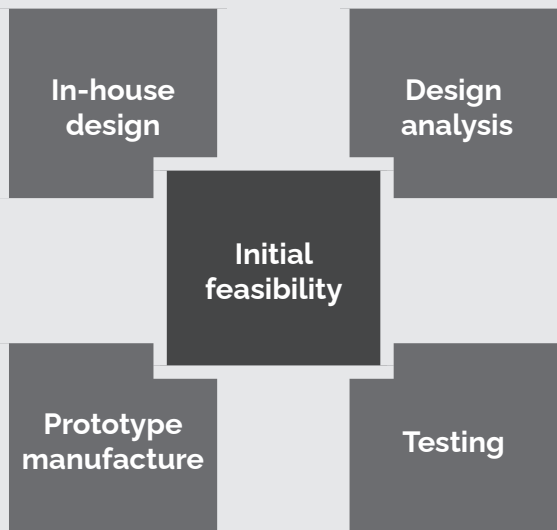 In-house
design
Design
analysis
Initial
feasibility
Prototype
manufacture
Testing